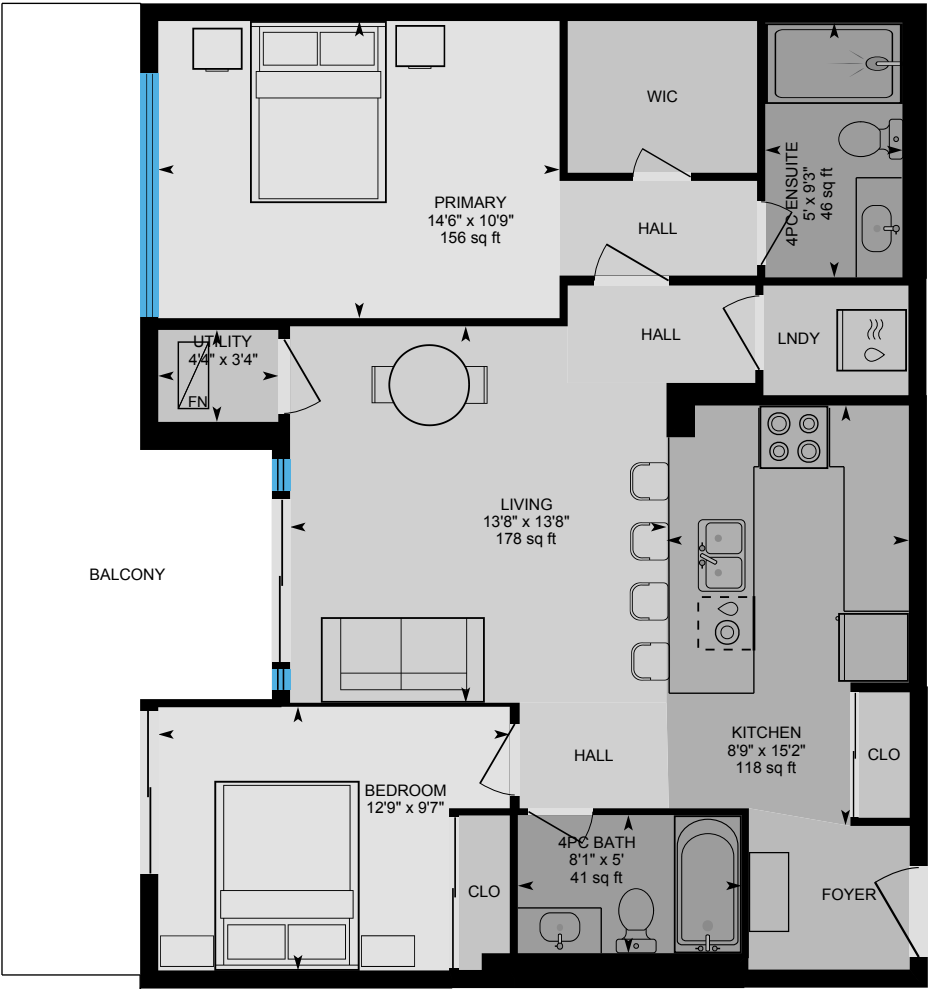 WIC
4PC ENSUITE
5' x 9'3"
46 sq ft
PRIMARY
14'6" x 10'9"
156 sq ft
HALL
HALL
LNDY
UTILITY
4'4" x 3'4"
FN
LIVING
13'8" x 13'8"
178 sq ft
BALCONY
KITCHEN
8'9" x 15'2"
118 sq ft
HALL
CLO
BEDROOM
12'9" x 9'7"
4PC BATH
8'1" x 5'
41 sq ft
CLO
FOYER